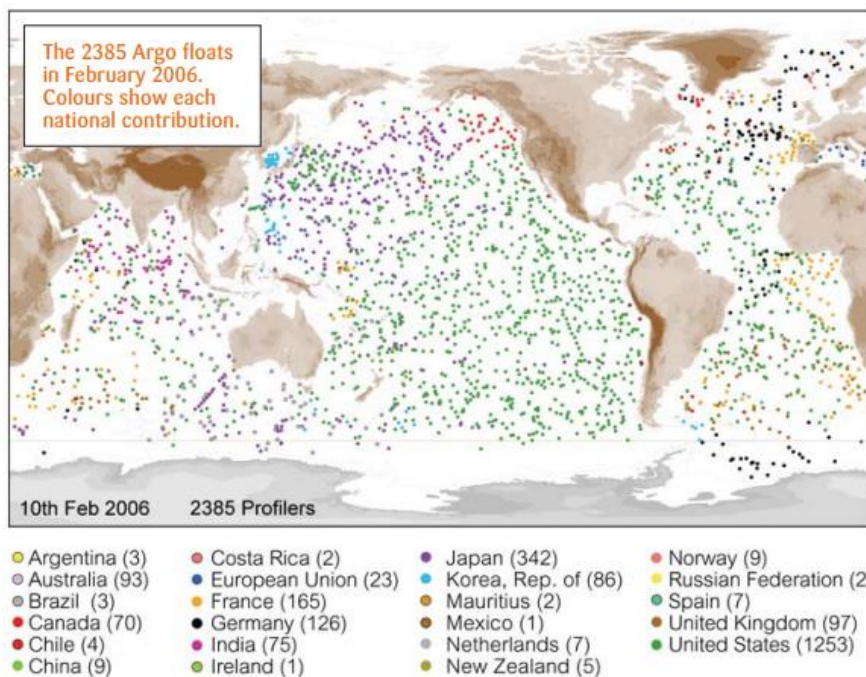 The 2385 Argo floats
in February 2006.
Colours show each
national contribution.
10th Feb 2006 2385 Profilers
Argentina (3)
Australia (93)
Brazil (3)
Canada (70)
Chile (4)
China (9)
Costa Rica (2)
European Union (23)
France (165)
Germany (126)
India (75)
Ireland (1)
Japan (342)
Korea, Rep. of (86)
Mauritius (2)
Mexico (1)
Netherlands (7)
New Zealand (5)
Norway (9)
Russian Federation (2
Spain (7)
United Kingdom (97)
United States (1253)